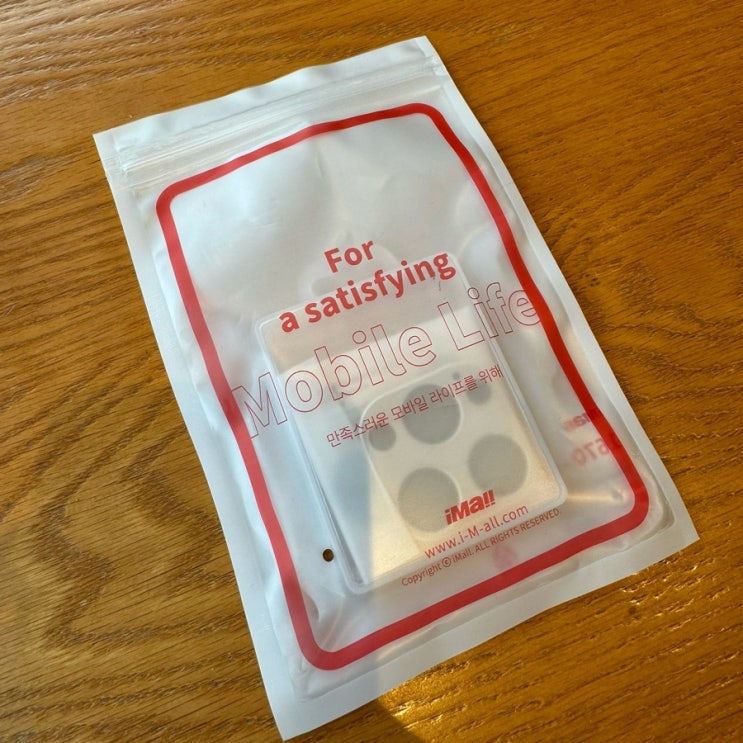 For
a satisfying
Mobile Life
만족스러운 모바일 라이프를 위해
iMall
www.i-M-all.com
Copyright ⓒ iMall. ALL RIGHTS RESERVED.